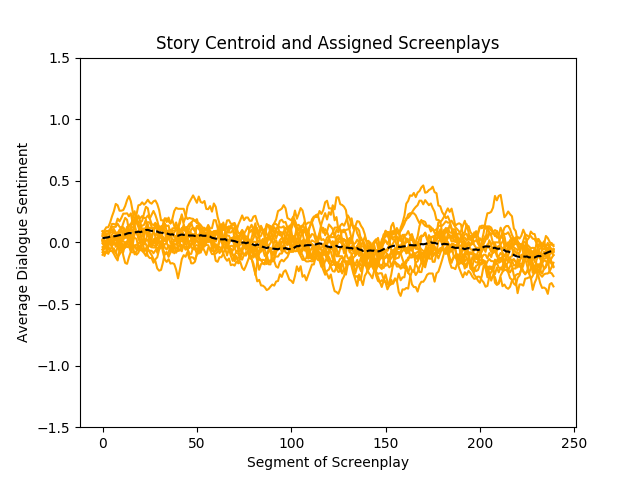 Story Centroid and Assigned Screenplays
1.5
1.0
0.5
0.0
−0.5
−1.0
−1.5
Average Dialogue Sentiment
0 50 100 150 200 250
Segment of Screenplay